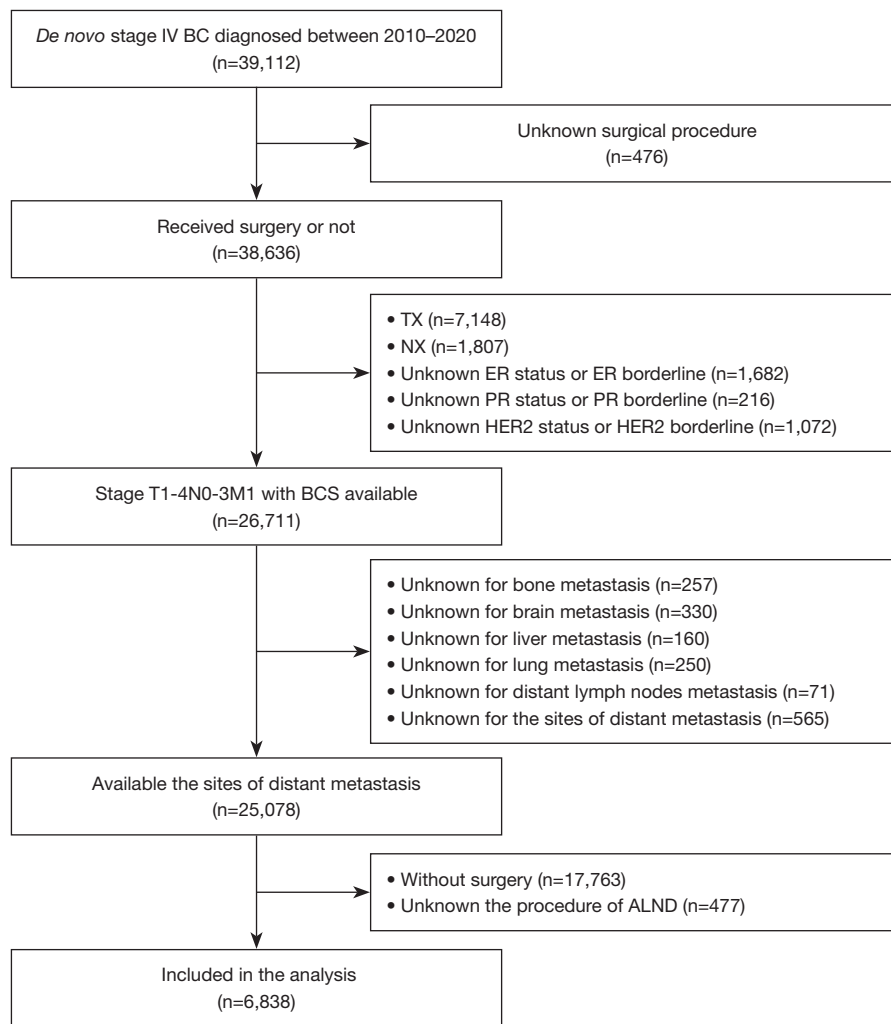 De novo stage IV BC diagnosed between 2010–2020
(n=39,112)
Unknown surgical procedure
(n=476)
Received surgery or not
(n=38,636)
• TX (n=7,148)
• NX (n=1,807)
• Unknown ER status or ER borderline (n=1,682)
• Unknown PR status or PR borderline (n=216)
• Unknown HER2 status or HER2 borderline (n=1,072)
Stage T1-4N0-3M1 with BCS available
(n=26,711)
• Unknown for bone metastasis (n=257)
• Unknown for brain metastasis (n=330)
• Unknown for liver metastasis (n=160)
• Unknown for lung metastasis (n=250)
• Unknown for distant lymph nodes metastasis (n=71)
• Unknown for the sites of distant metastasis (n=565)
Available the sites of distant metastasis
(n=25,078)
• Without surgery (n=17,763)
• Unknown the procedure of ALND (n=477)
Included in the analysis
(n=6,838)